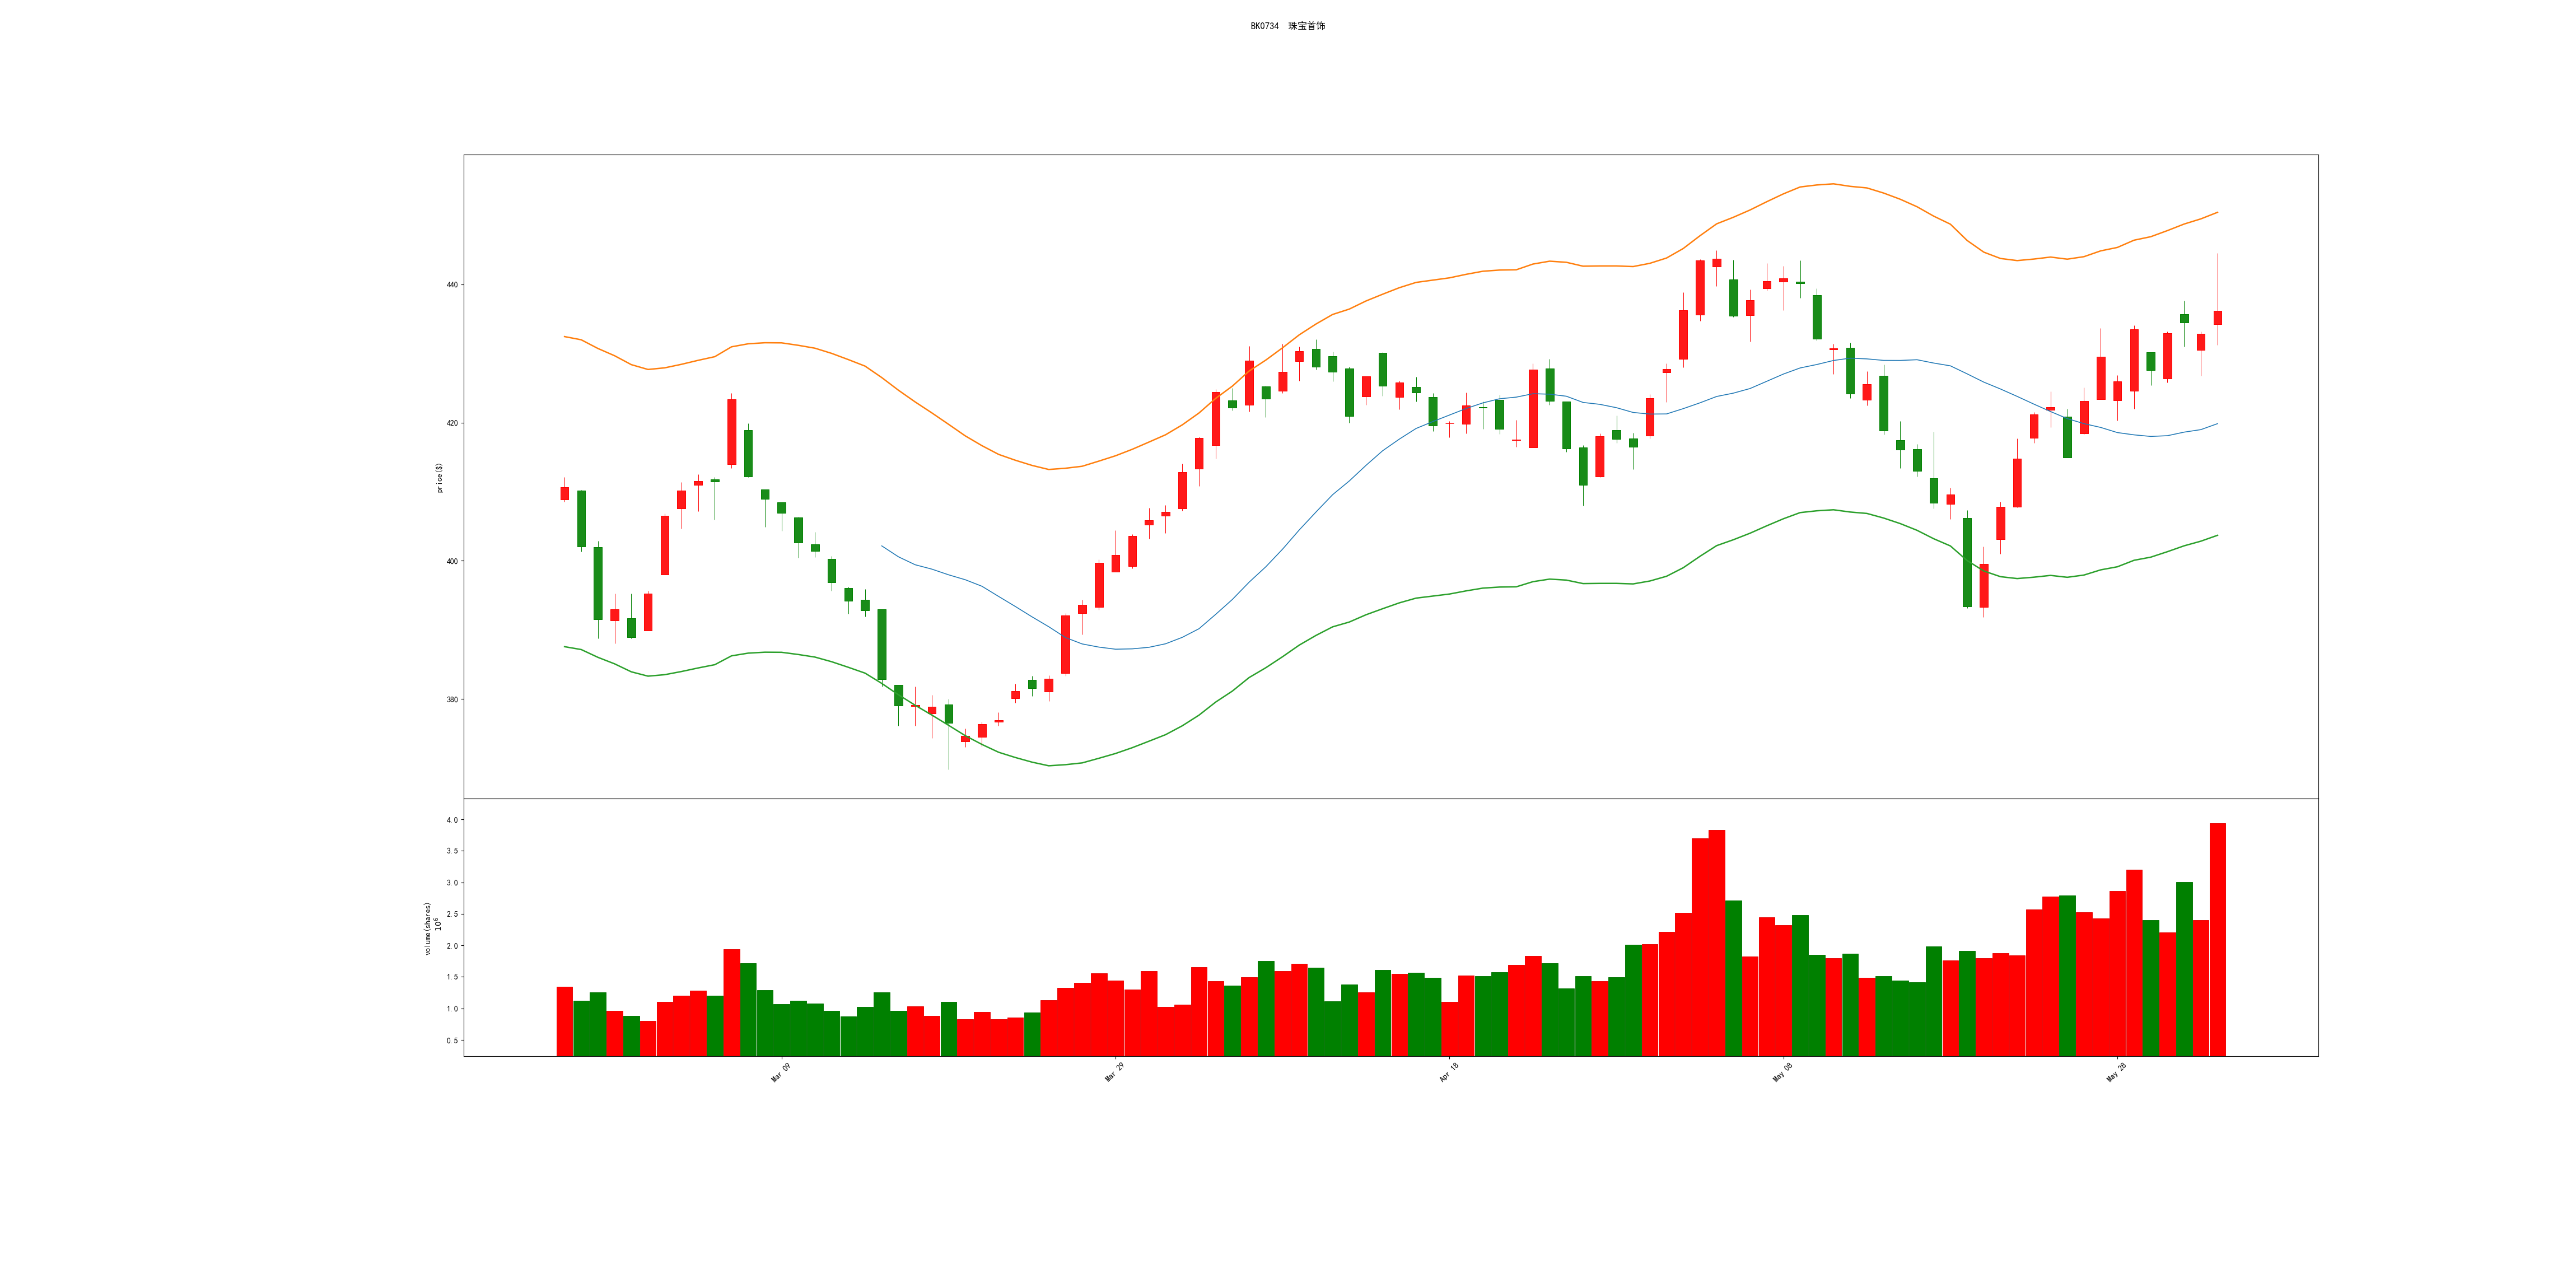 BK0734 珠宝首饰
price($)
440
420
400
380
volume(shares)
10^6
4.0
3.5
3.0
2.5
2.0
1.5
1.0
0.5
Mar 09
Mar 29
Apr 18
May 08
May 28